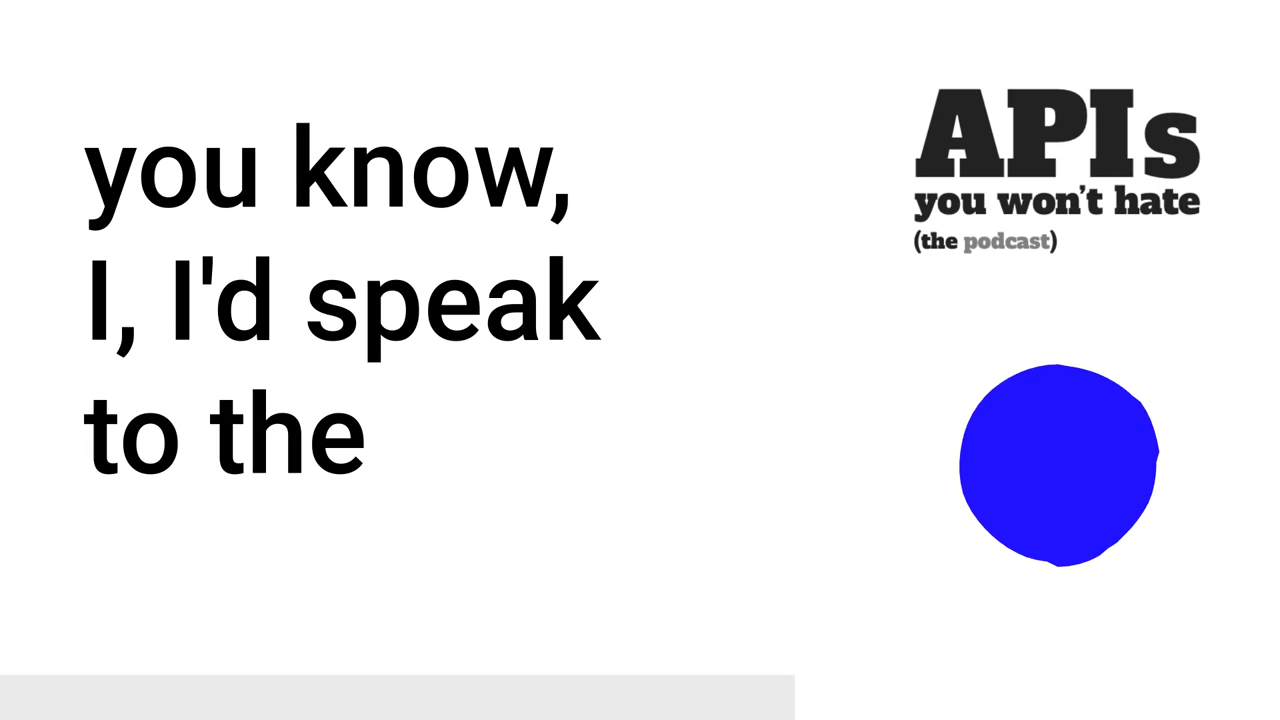 you know,
I, I'd speak
to the
APIs
you won't hate
(the podcast)